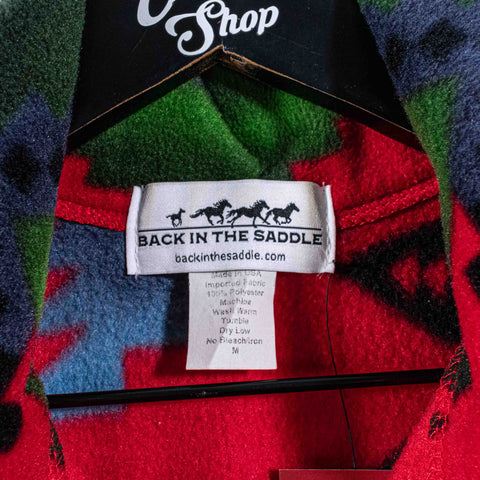 Shop
BACK IN THE SADDLE
backinthesaddle.com
Made in USA
Imported Fabric
100% Polyester
Machine
Wash Warm
Tumble
Dry Low
No Bleach/Iron
M